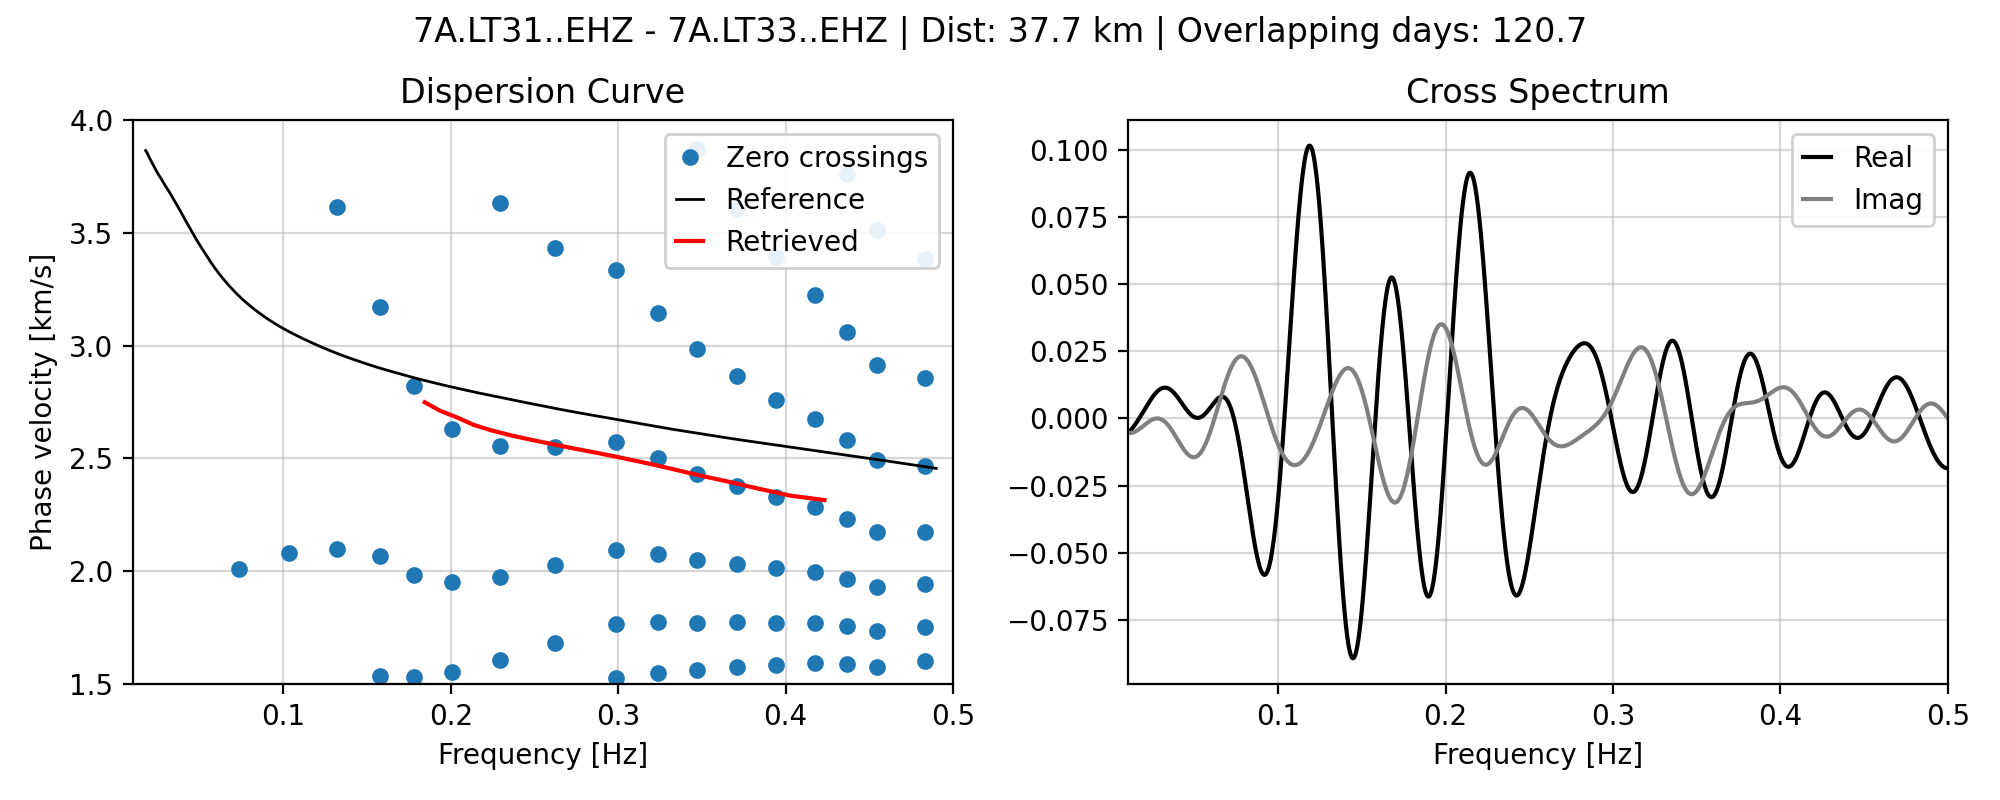 7A.LT31..EHZ - 7A.LT33..EHZ | Dist: 37.7 km | Overlapping days: 120.7
Dispersion Curve
4.0
3.5
3.0
2.5
2.0
1.5
Phase velocity [km/s]
Zero crossings
Reference
Retrieved
0.1
0.2
0.3
0.4
0.5
Frequency [Hz]
Cross Spectrum
0.100
0.075
0.050
0.025
0.000
−0.025
−0.050
−0.075
Real
Imag
0.1
0.2
0.3
0.4
0.5
Frequency [Hz]